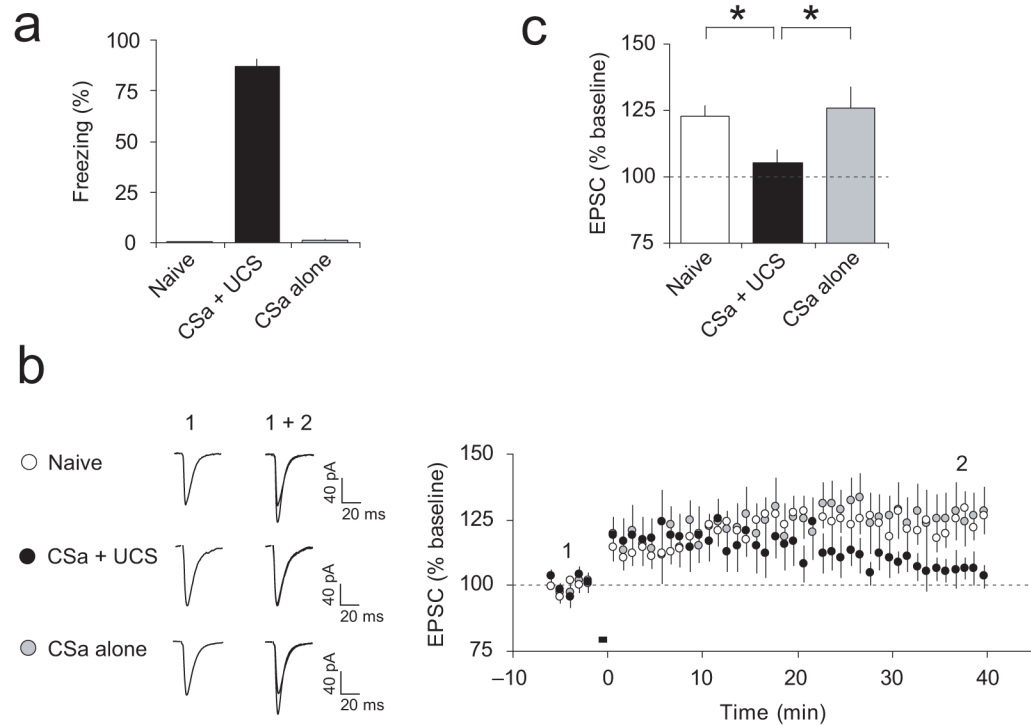 a
100
75
50
25
0
Freezing (%)
Naive
CSa + UCS
CSa alone
c
*
*
150
125
100
75
EPSC (% baseline)
Naive
CSa + UCS
CSa alone
b
1
1 + 2
Naive
40 pA
20 ms
CSa + UCS
40 pA
20 ms
CSa alone
40 pA
20 ms
150
125
100
75
EPSC (% baseline)
1
2
–10
0
10
20
30
40
Time (min)